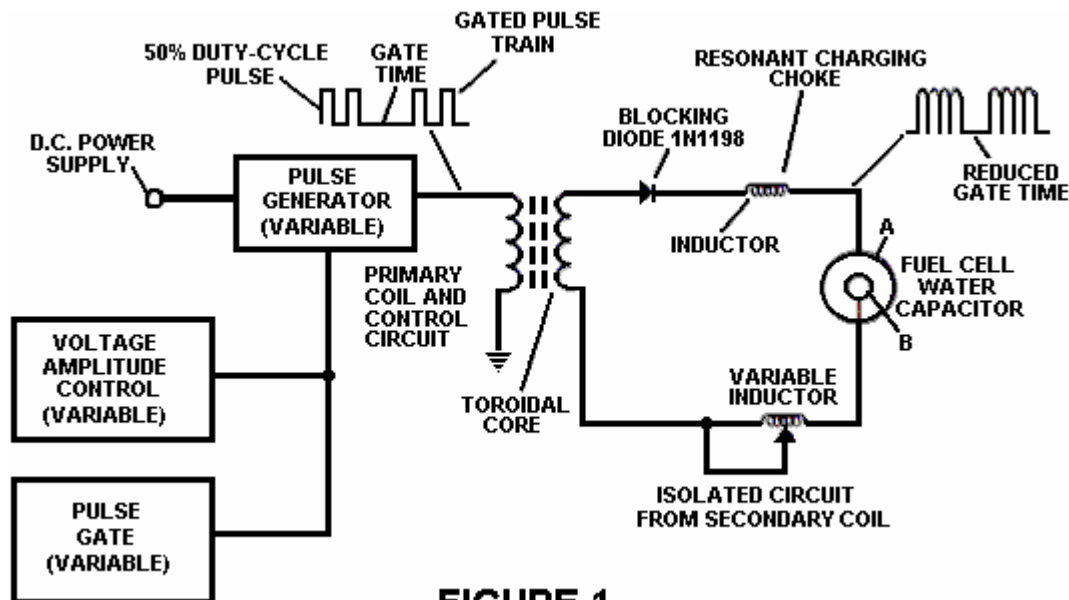 GATED PULSE
TRAIN
50% DUTY-CYCLE
PULSE
GATE
TIME
RESONANT CHARGING
CHOKE
D.C. POWER
SUPPLY
BLOCKING
DIODE 1N1198
REDUCED
GATE TIME
PULSE
GENERATOR
(VARIABLE)
INDUCTOR
A
FUEL CELL
WATER
CAPACITOR
B
PRIMARY
COIL AND
CONTROL
CIRCUIT
VOLTAGE
AMPLITUDE
CONTROL
(VARIABLE)
TOROIDAL
CORE
VARIABLE
INDUCTOR
ISOLATED CIRCUIT
FROM SECONDARY COIL
PULSE
GATE
(VARIABLE)
FIGURE 1